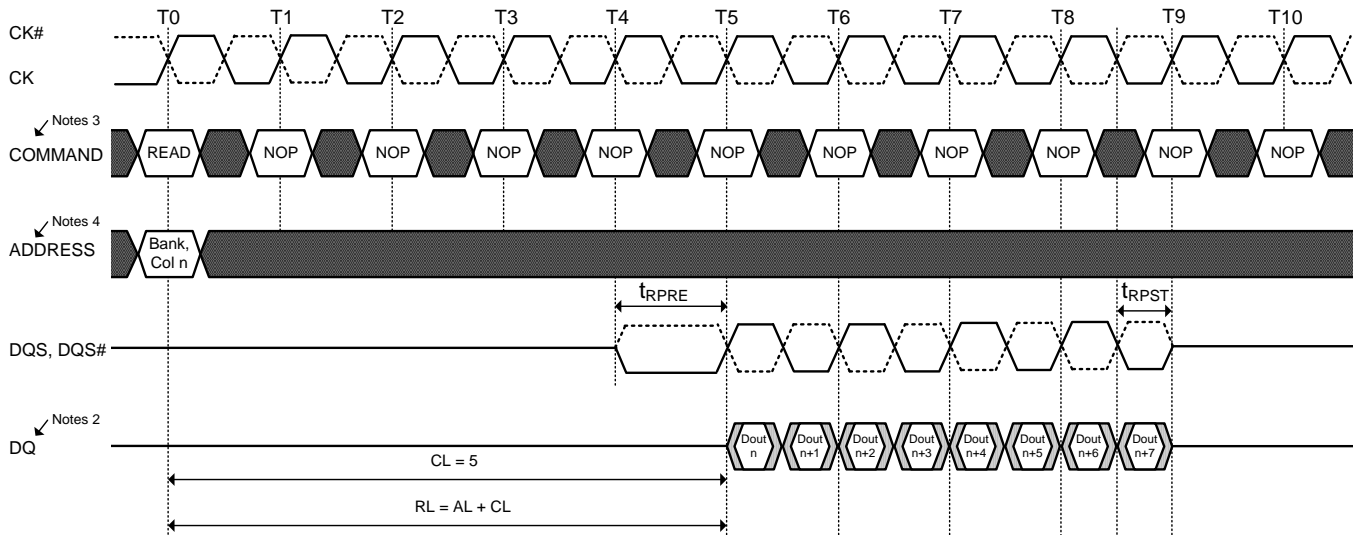 T0 T1 T2 T3 T4 T5 T6 T7 T8 T9 T10
CK#
CK
Notes 3
COMMAND READ NOP NOP NOP NOP NOP NOP NOP NOP NOP NOP
Notes 4
ADDRESS
Bank,
Col n
tRPRE tRPST
DQS, DQS#
Notes 2
DQ
Dout Dout Dout Dout Dout Dout Dout Dout
n n+1 n+2 n+3 n+4 n+5 n+6 n+7
CL = 5
RL = AL + CL